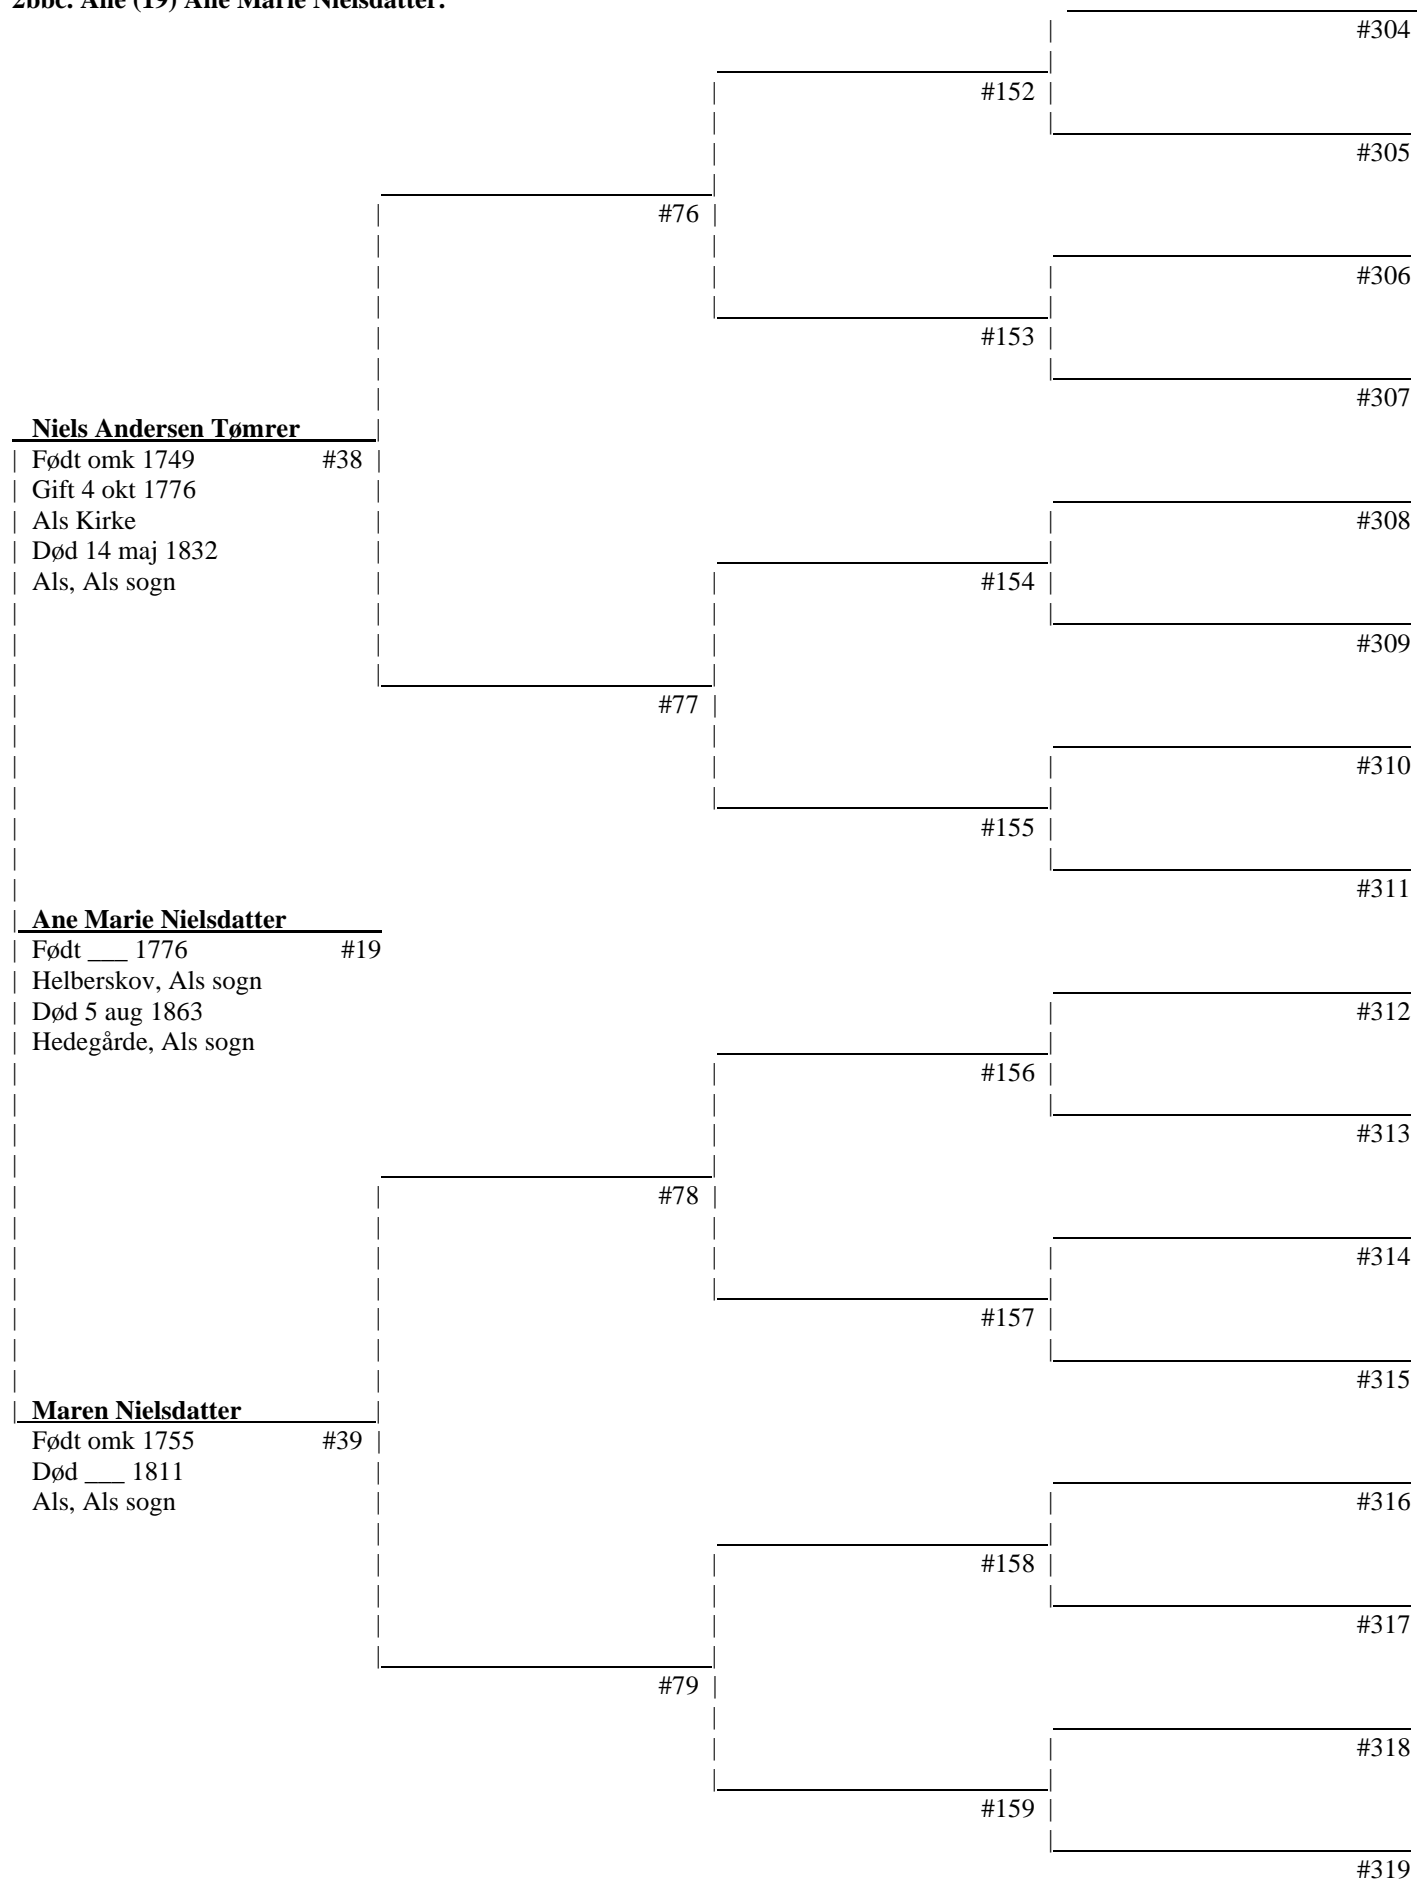 2bbc. Ane (19) Ane Marie Nielsdatter.
#304
#152
#305
#76
#306
#153
#307
Niels Andersen Tømrer
Født omk 1749 #38
Gift 4 okt 1776
Als Kirke #308
Død 14 maj 1832
Als, Als sogn #154
#309
#77
#310
#155
#311
Ane Marie Nielsdatter
Født ___ 1776 #19
Helberskov, Als sogn
Død 5 aug 1863 #312
Hedegårde, Als sogn
#156
#313
#78
#314
#157
#315
Maren Nielsdatter
Født omk 1755 #39
Død ___ 1811
Als, Als sogn #316
#158
#317
#79
#318
#159
#319